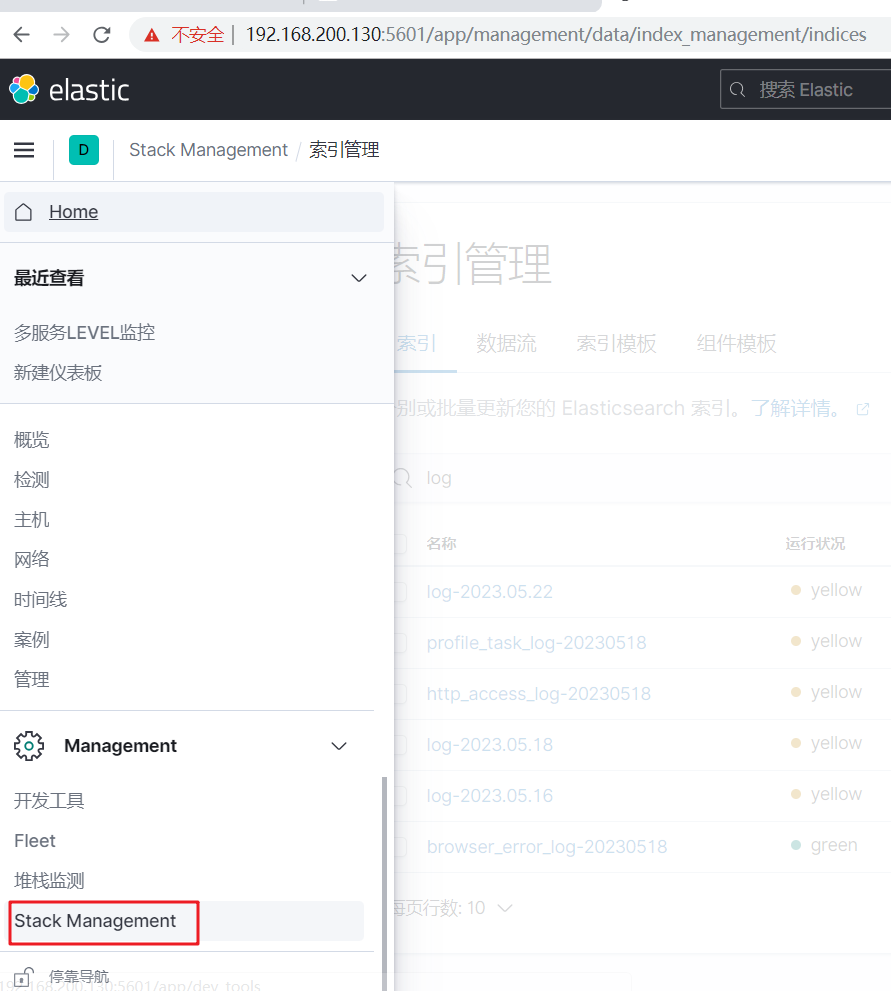 不安全 | 192.168.200.130:5601/app/management/data/index_management/indices
elastic
搜索 Elastic
D Stack Management / 索引管理
Home
最近查看
多服务LEVEL监控
新建仪表板
概览
检测
主机
网络
时间线
案例
管理
Management
开发工具
Fleet
堆栈监测
Stack Management
停靠导航
192.168.200.130:5601/app/dev_tools
索引管理
索引 数据流 索引模板 组件模板
别或批量更新您的 Elasticsearch 索引。了解详情。
log
名称 运行状况
log-2023.05.22 yellow
profile_task_log-20230518 yellow
http_access_log-20230518 yellow
log-2023.05.18 yellow
log-2023.05.16 yellow
browser_error_log-20230518 green
每页行数: 10